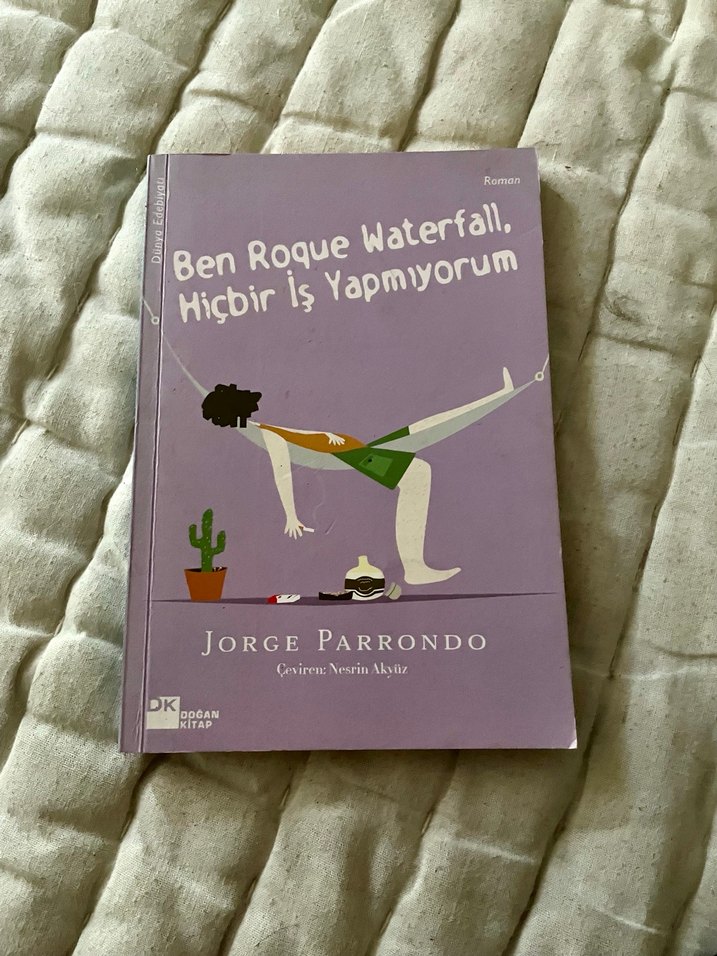 Dünya Edebiyatı
Roman
Ben Roque Waterfall,
Hiçbir İş Yapmıyorum
JORGE PARRONDO
Çeviren: Nesrin Akyüz
DK
DOĞAN
KİTAP